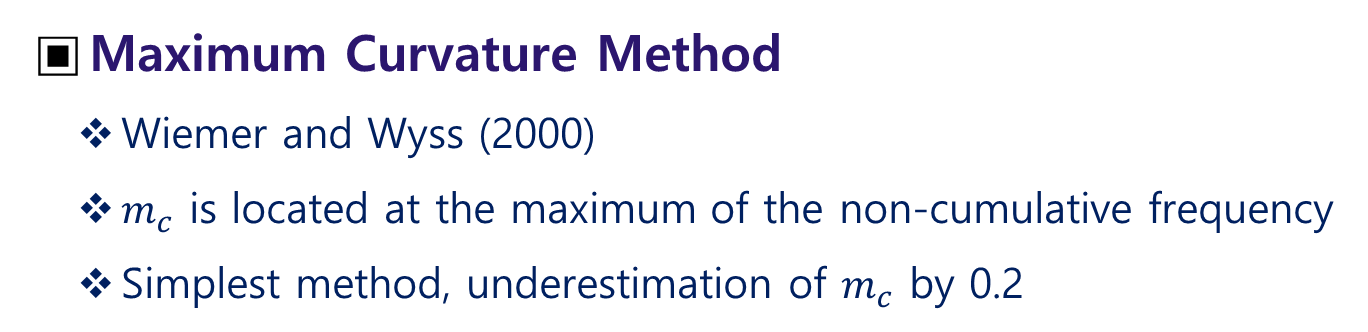 ▣ Maximum Curvature Method
❖ Wiemer and Wyss (2000)
❖ m_c is located at the maximum of the non-cumulative frequency
❖ Simplest method, underestimation of m_c by 0.2